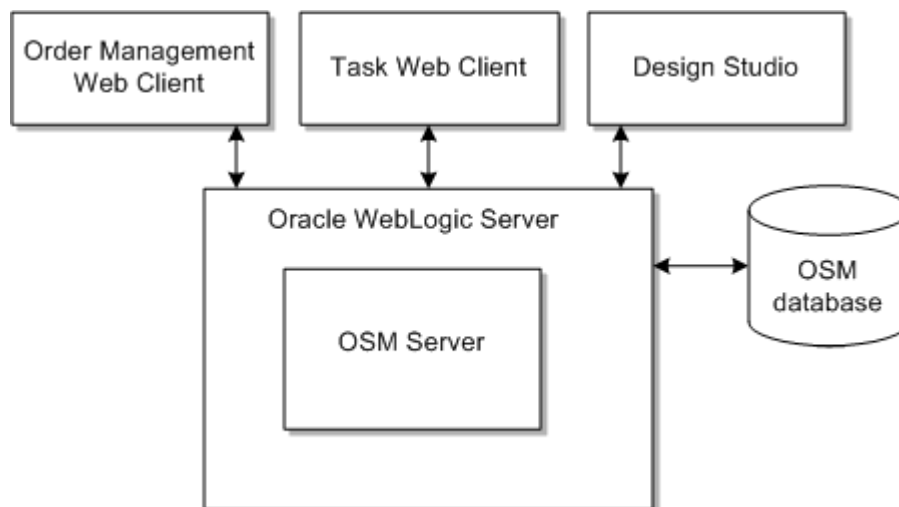 Order Management
Web Client
Task Web Client
Design Studio
Oracle WebLogic Server
OSM Server
OSM
database